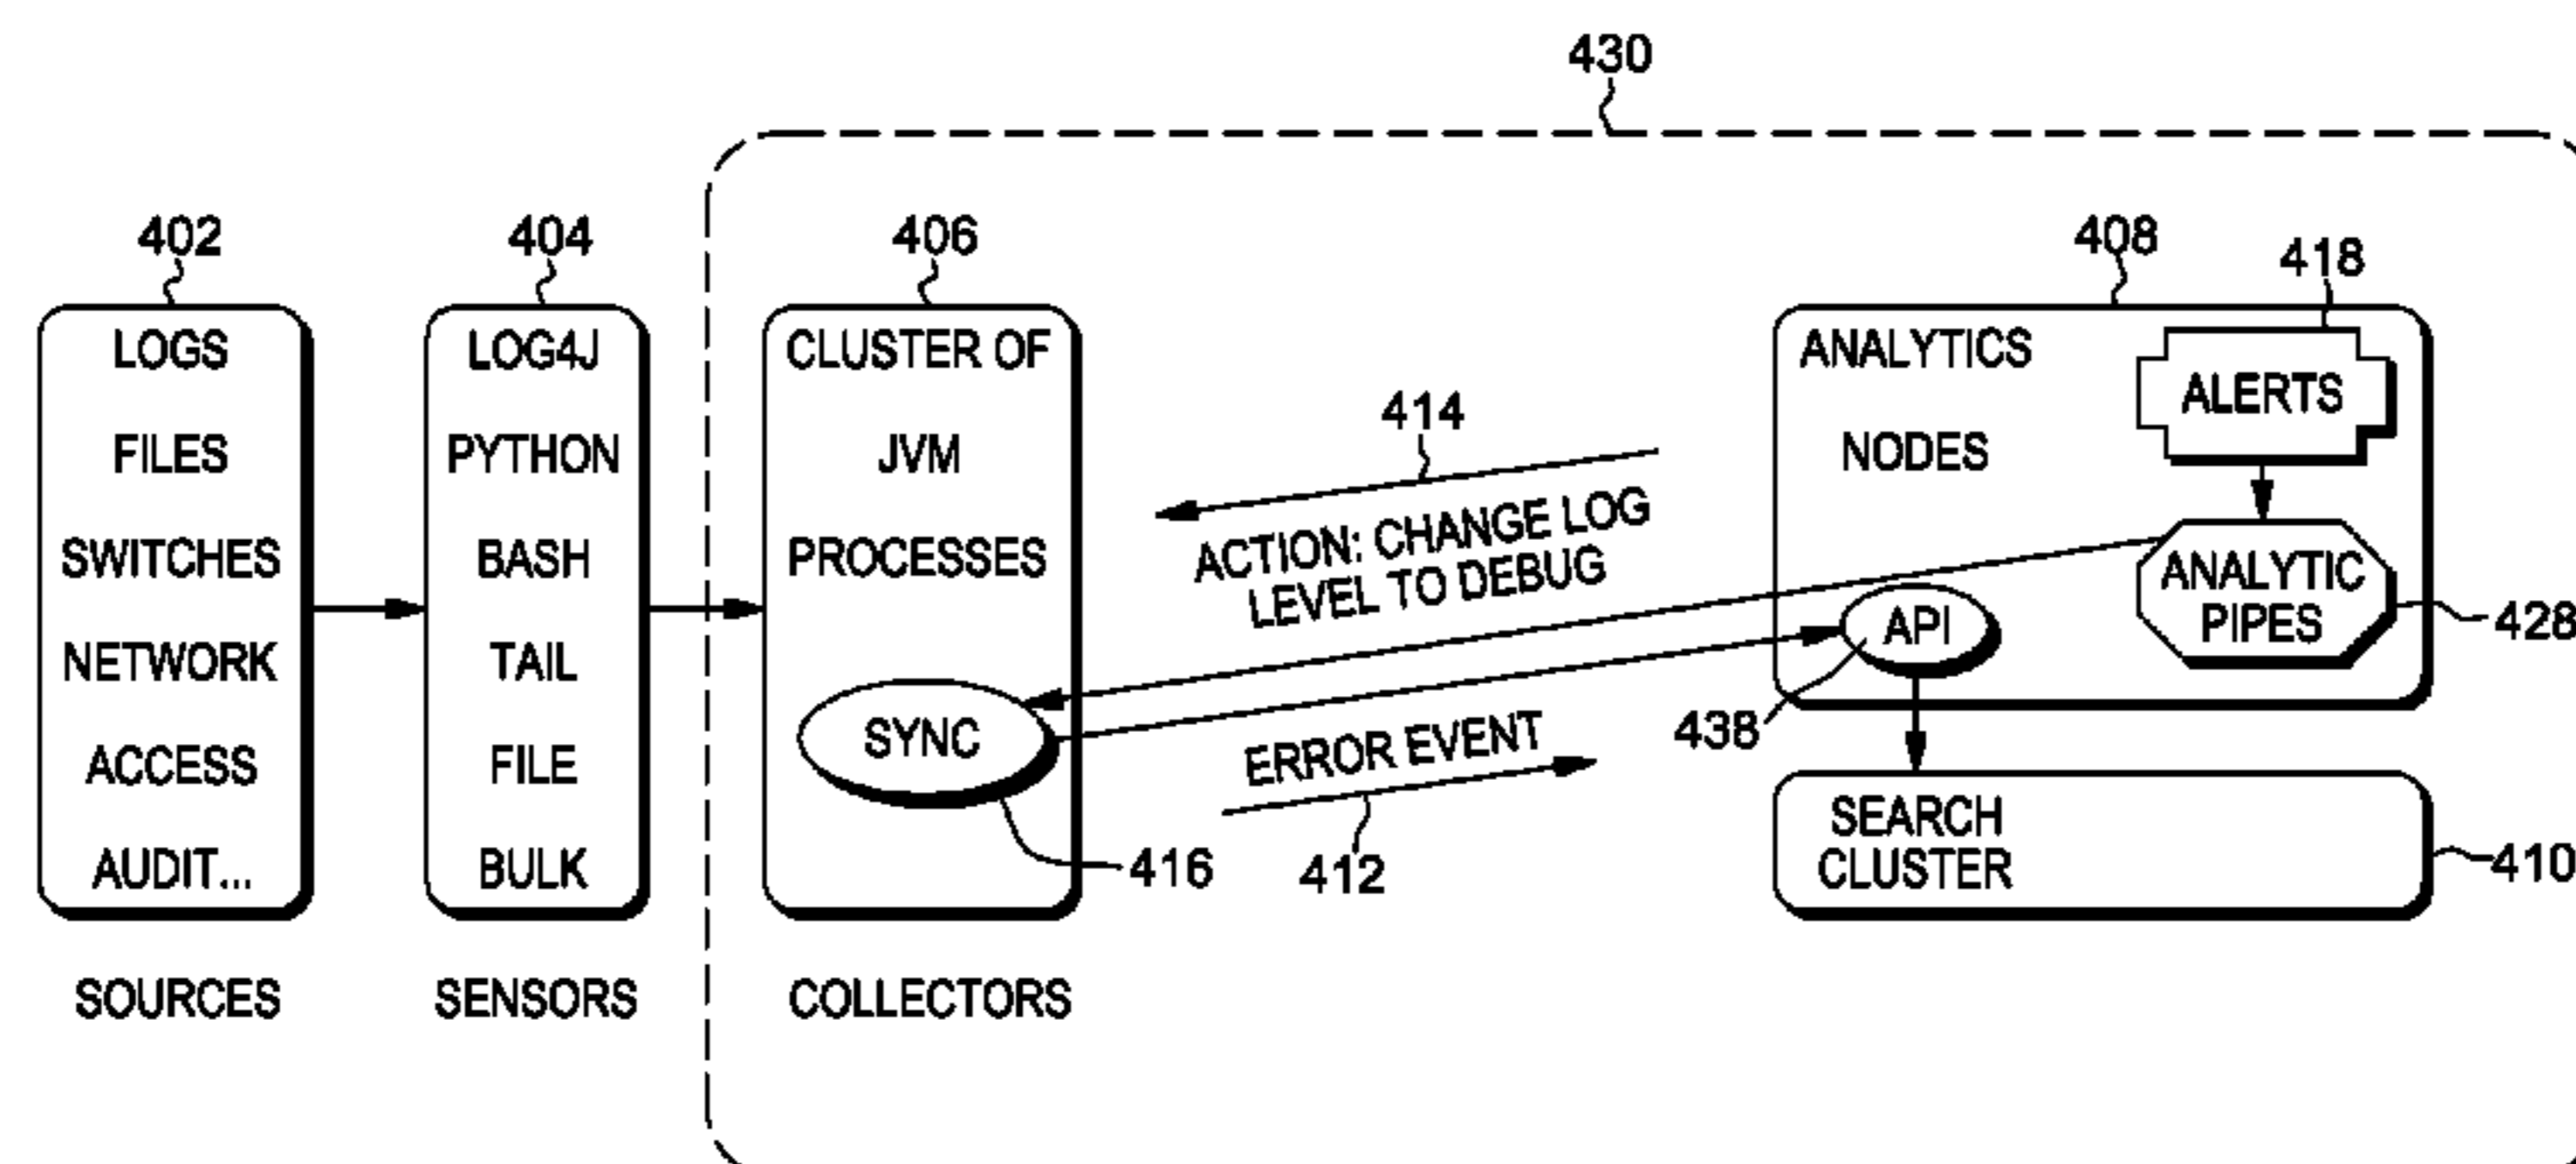 430
402
LOGS
FILES
SWITCHES
NETWORK
ACCESS
AUDIT...
SOURCES
404
LOG4J
PYTHON
BASH
TAIL
FILE
BULK
SENSORS
406
CLUSTER OF
JVM
PROCESSES
SYNC
416
COLLECTORS
414
ACTION: CHANGE LOG
LEVEL TO DEBUG
ERROR EVENT
412
408
ANALYTICS
NODES
418
ALERTS
ANALYTIC
PIPES
428
API
438
SEARCH
CLUSTER
410